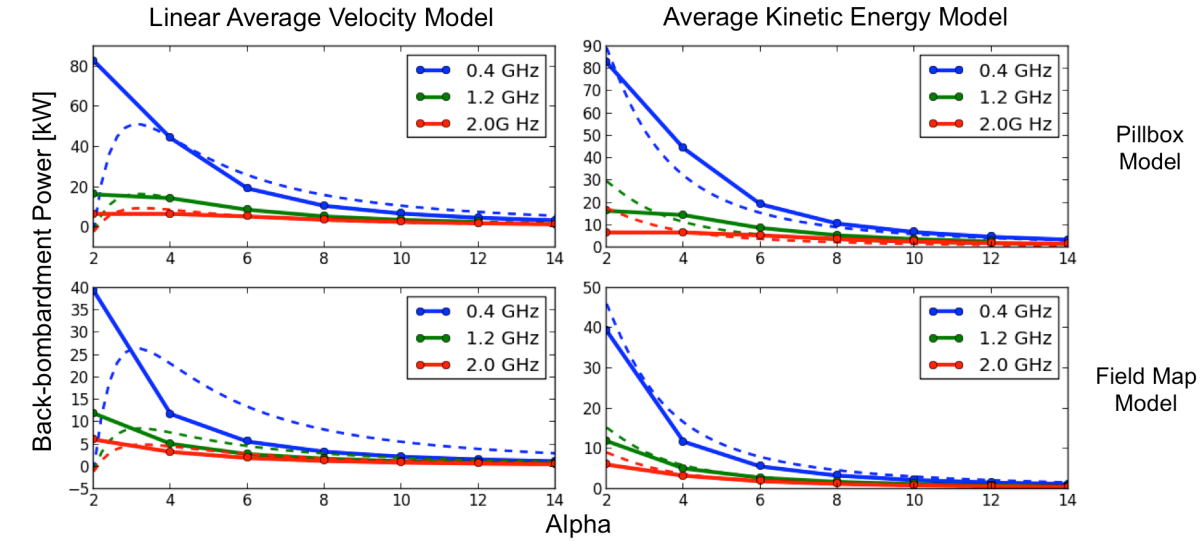 Linear Average Velocity Model
Average Kinetic Energy Model
Back-bombardment Power [kW]
80
60
40
20
0
2 4 6 8 10 12 14
0.4 GHz
1.2 GHz
2.0G Hz
90
80
70
60
50
40
30
20
10
0
2 4 6 8 10 12 14
0.4 GHz
1.2 GHz
2.0G Hz
Pillbox
Model
40
35
30
25
20
15
10
5
0
−5
2 4 6 8 10 12 14
0.4 GHz
1.2 GHz
2.0 GHz
50
40
30
20
10
0
2 4 6 8 10 12 14
0.4 GHz
1.2 GHz
2.0 GHz
Field Map
Model
Alpha